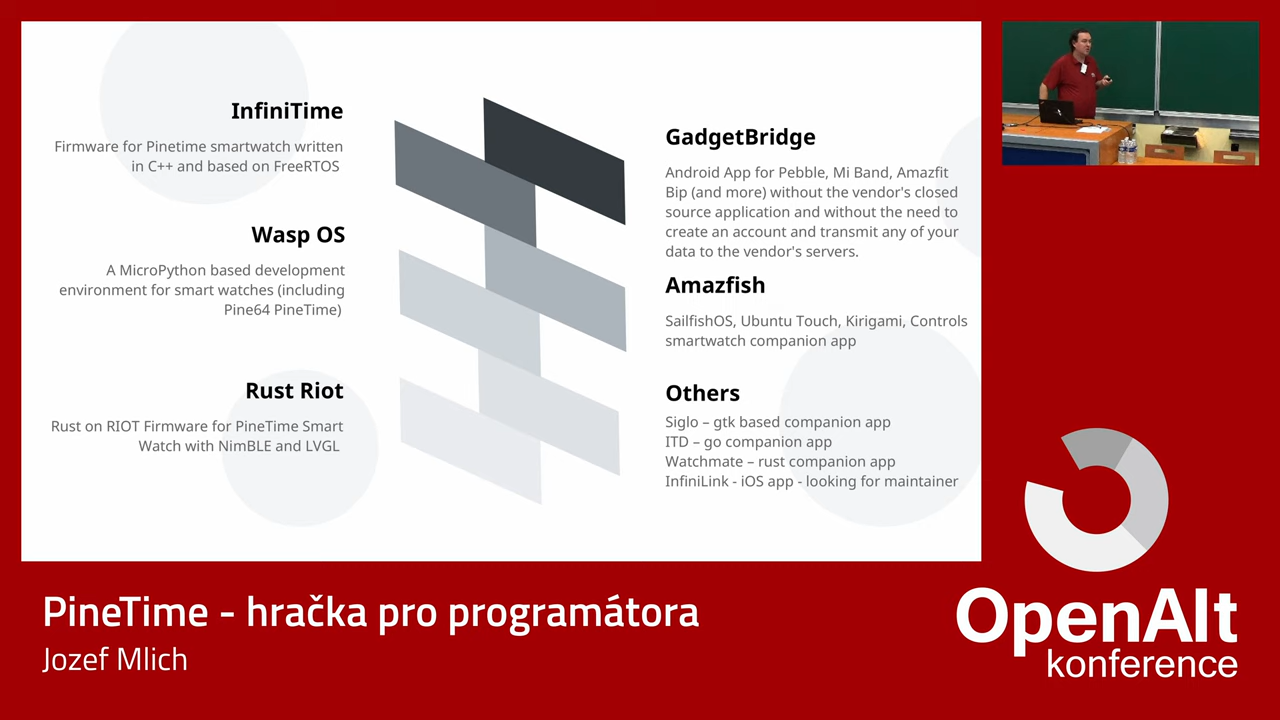 InfiniTime
Firmware for Pinetime smartwatch written
in C++ and based on FreeRTOS
Wasp OS
A MicroPython based development
environment for smart watches (including
Pine64 PineTime)
Rust Riot
Rust on RIOT Firmware for PineTime Smart
Watch with NimBLE and LVGL
GadgetBridge
Android App for Pebble, Mi Band, Amazfit
Bip (and more) without the vendor's closed
source application and without the need to
create an account and transmit any of your
data to the vendor's servers.
Amazfish
SailfishOS, Ubuntu Touch, Kirigami, Controls
smartwatch companion app
Others
Siglo – gtk based companion app
ITD – go companion app
Watchmate – rust companion app
InfiniLink - iOS app - looking for maintainer
PineTime - hračka pro programátora
Jozef Mlich
OpenAlt
konference